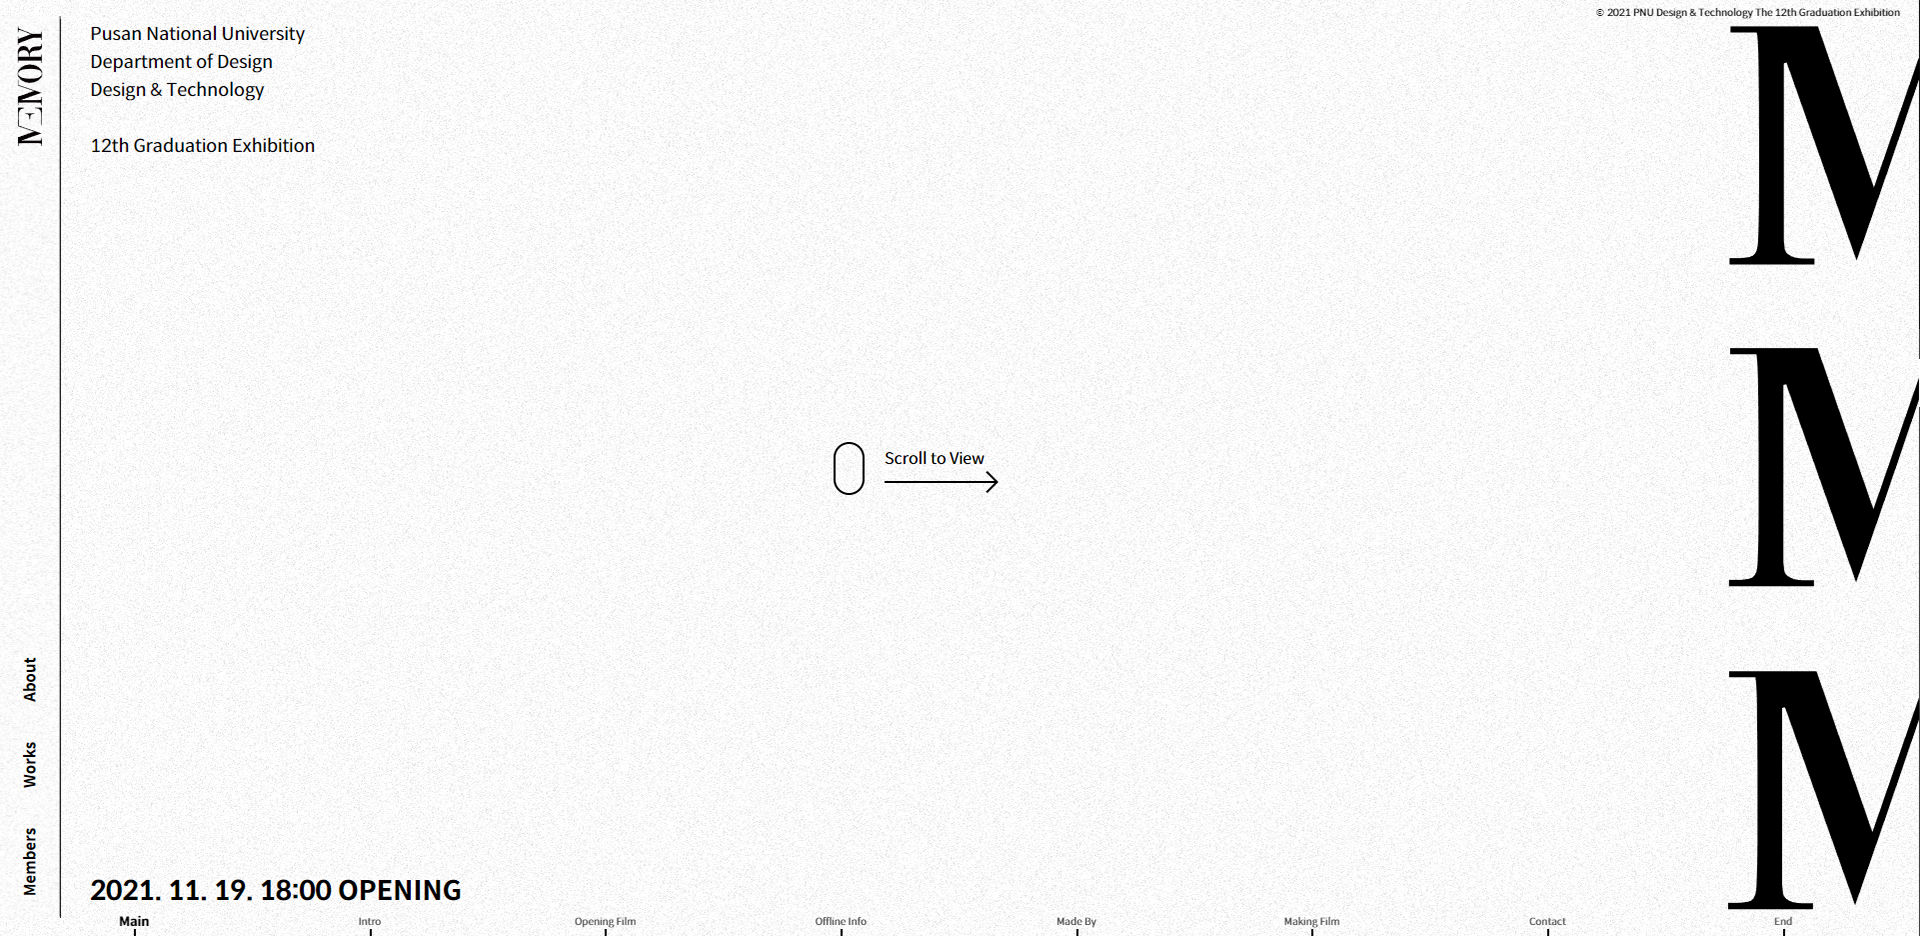 © 2021 PNU Design & Technology The 12th Graduation Exhibition
MEMORY
Pusan National University
Department of Design
Design & Technology
12th Graduation Exhibition
M
Scroll to View
M
About
Works
Members
M
2021. 11. 19. 18:00 OPENING
Main
Intro
Opening Film
Offline Info
Made By
Making Film
Contact
End